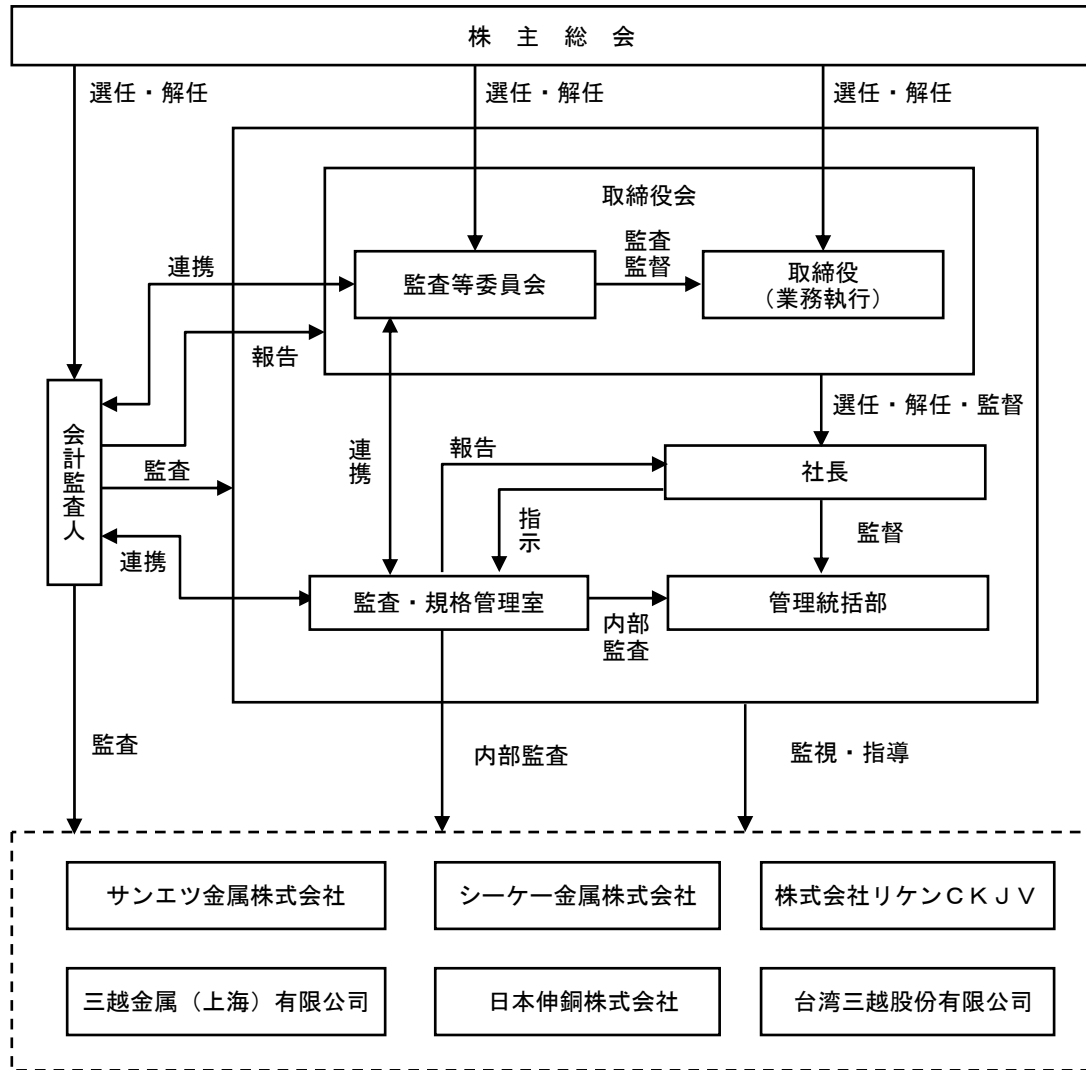 株 主 総 会
選任・解任
選任・解任
選任・解任
取締役会
監査
監督
連携
監査等委員会
取締役
（業務執行）
報告
選任・解任・監督
会計監査人
連携
報告
社長
監査
指示
監督
連携
監査・規格管理室
管理統括部
内部
監査
監査
内部監査
監視・指導
サンエツ金属株式会社
シーケー金属株式会社
株式会社リケンＣＫＪＶ
三越金属（上海）有限公司
日本伸銅株式会社
台湾三越股份有限公司